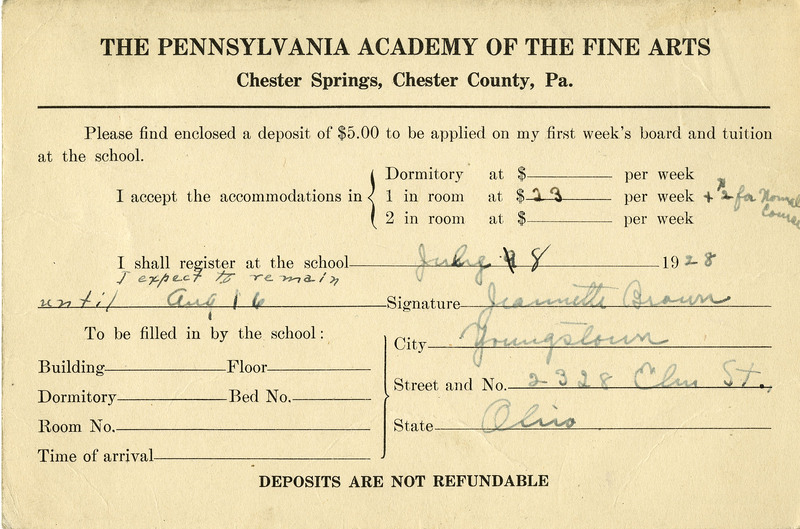 THE PENNSYLVANIA ACADEMY OF THE FINE ARTS
Chester Springs, Chester County, Pa.
Please find enclosed a deposit of $5.00 to be applied on my first week's board and tuition
at the school.
I accept the accommodations in
Dormitory at $ per week
1 in room at $ 23 per week + $2 for Normal Course
2 in room at $ per week
I shall register at the school July 8 1928
I expect to remain
until Aug 16
Signature Jeannette Brown
To be filled in by the school:
City Youngstown
Building Floor
Street and No. 2328 Elm St.,
Dormitory Bed No.
State Ohio
Room No.
Time of arrival
DEPOSITS ARE NOT REFUNDABLE